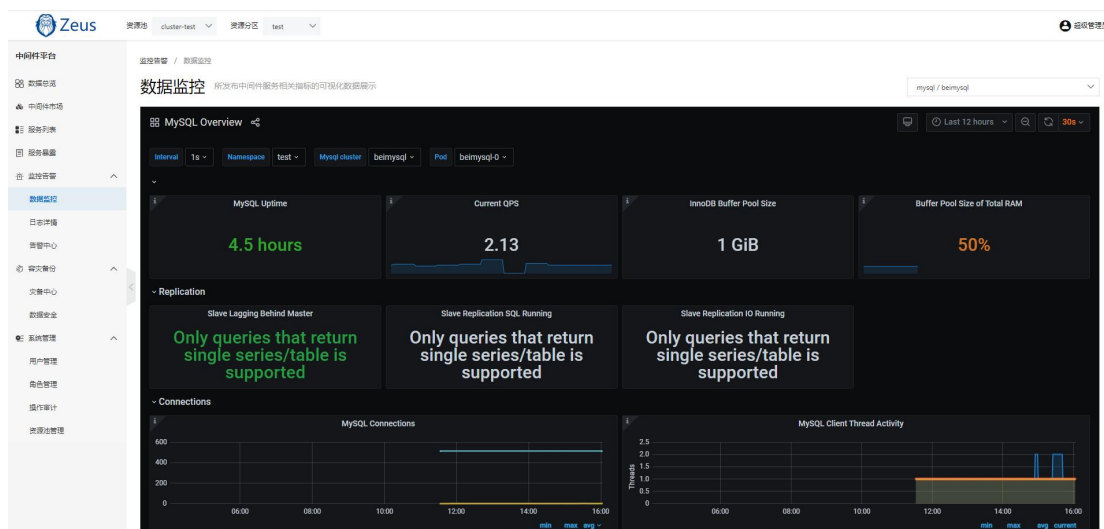 Zeus
资源池 cluster-test 资源分区 test
超级管理员
中间件平台
数据总览
中间件市场
服务列表
服务暴露
监控告警
数据监控
日志详情
告警中心
容灾备份
灾备中心
数据安全
系统管理
用户管理
角色管理
操作审计
资源池管理
监控告警 / 数据监控
数据监控 所发布中间件服务相关指标的可视化数据展示
mysql / beimysql
MySQL Overview
Last 12 hours
30s
Interval 1s Namespace test Mysql cluster beimysql Pod beimysql-0
MySQL Uptime
4.5 hours
Current QPS
2.13
InnoDB Buffer Pool Size
1 GiB
Buffer Pool Size of Total RAM
50%
Replication
Slave Lagging Behind Master
Only queries that return
single series/table is
supported
Slave Replication SQL Running
Only queries that return
single series/table is
supported
Slave Replication IO Running
Only queries that return
single series/table is
supported
Connections
MySQL Connections
600
400
200
0
06:00 08:00 10:00 12:00 14:00 16:00
min max avg
MySQL Client Thread Activity
Threads
2.5
2.0
1.5
1.0
0.5
0
06:00 08:00 10:00 12:00 14:00 16:00
min max avg current